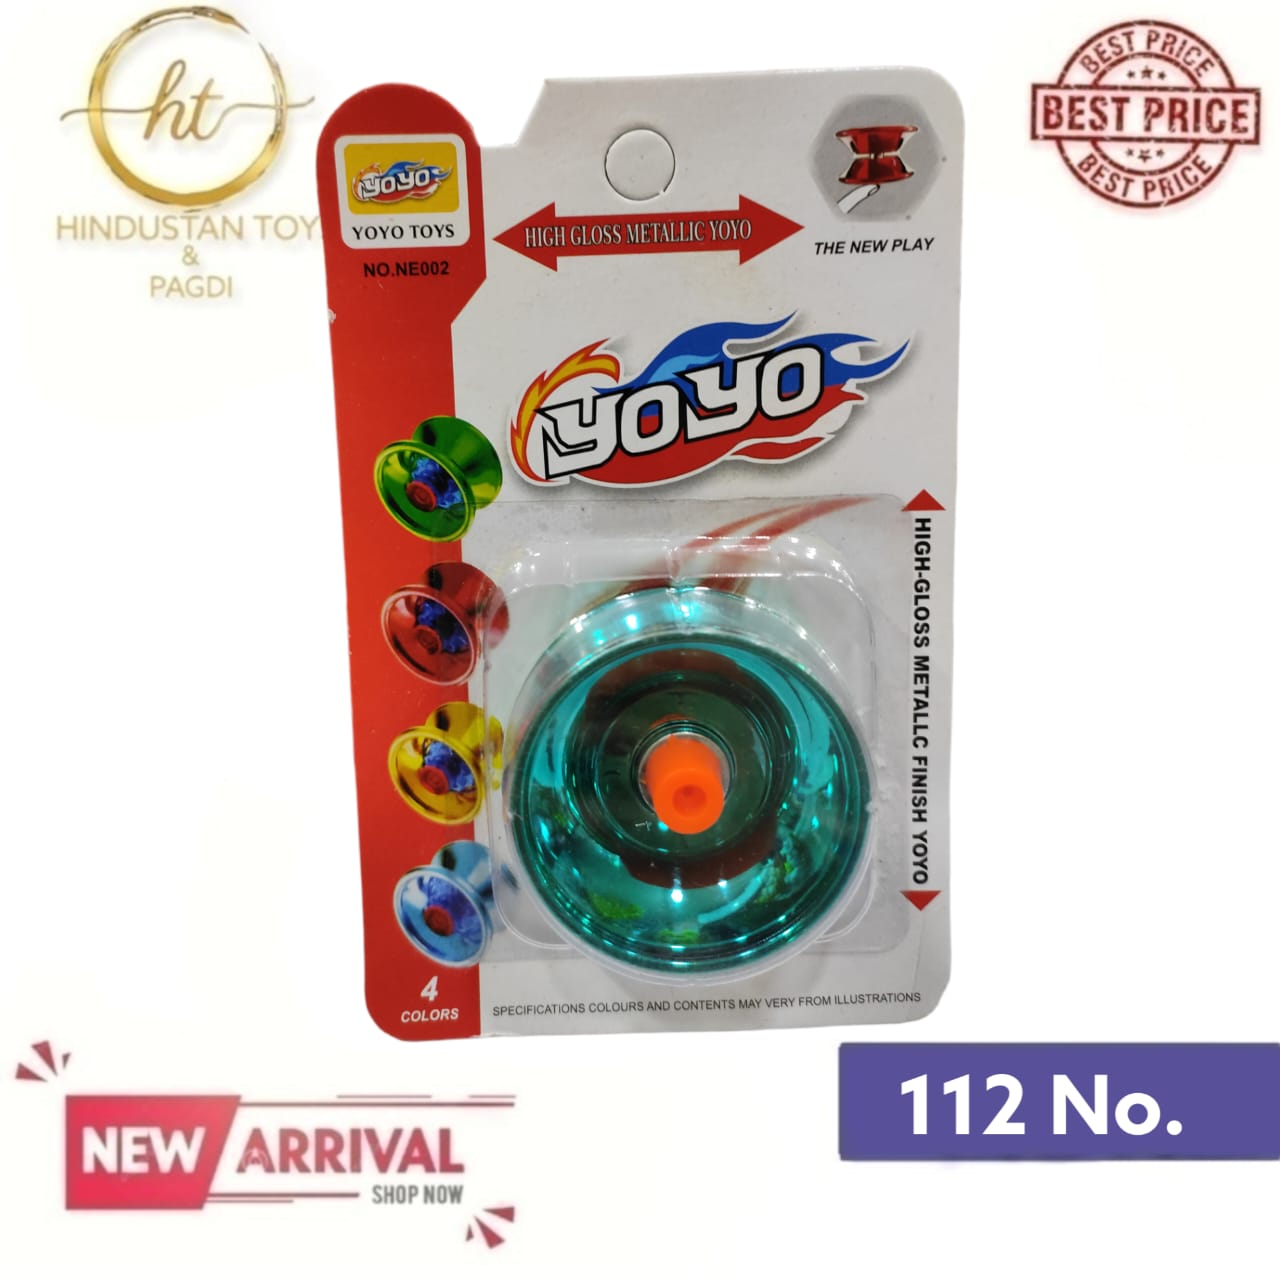 ht
HINDUSTAN TOY
&
PAGDI
BEST PRICE
BEST PRICE
BEST PRICE
YOYO
YOYO TOYS
NO.NE002
HIGH GLOSS METALLIC YOYO
THE NEW PLAY
YOYO
HIGH-GLOSS METALLC FINISH YOYO
4
COLORS
SPECIFICATIONS COLOURS AND CONTENTS MAY VERY FROM ILLUSTRATIONS
NEW ARRIVAL
SHOP NOW
112 No.